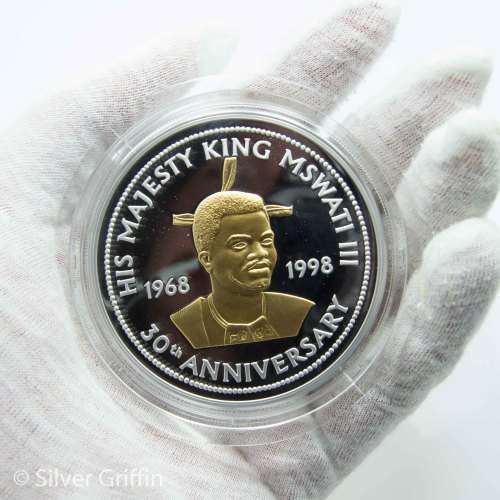 HIS MAJESTY KING MSWATI III
1968
1998
30th ANNIVERSARY
© Silver Griffin